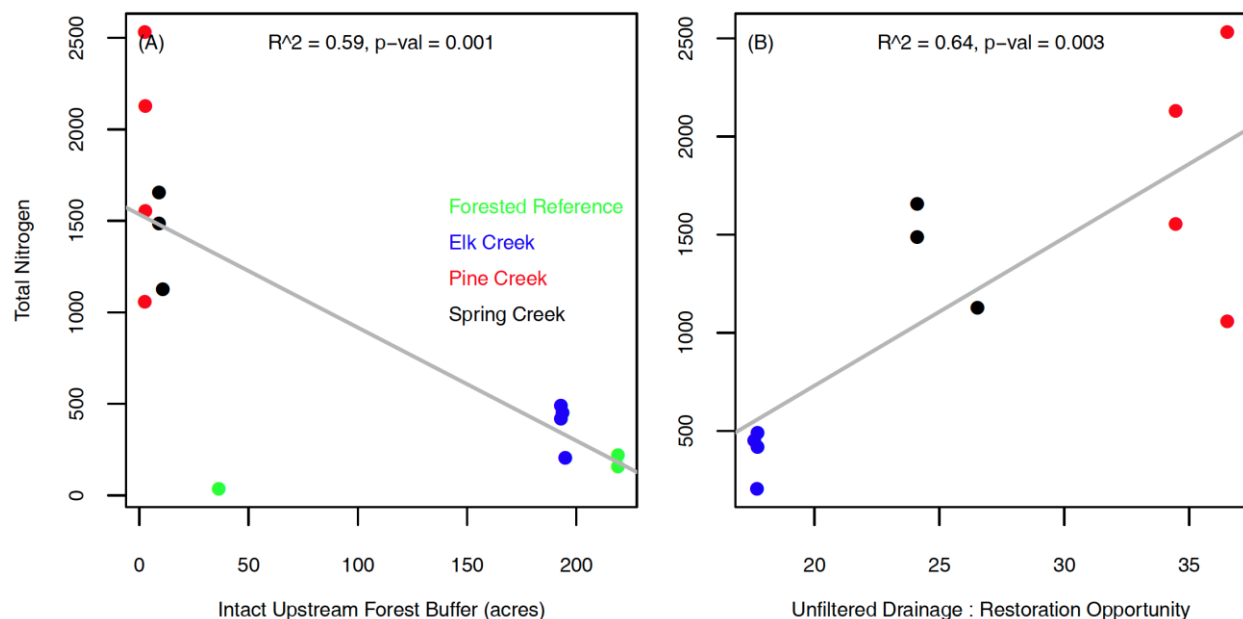 (A) R^2 = 0.59, p−val = 0.001
Total Nitrogen
2500
2000
1500
1000
500
0
Forested Reference
Elk Creek
Pine Creek
Spring Creek
0 50 100 150 200
Intact Upstream Forest Buffer (acres)
(B) R^2 = 0.64, p−val = 0.003
2500
2000
1500
1000
500
20 25 30 35
Unfiltered Drainage : Restoration Opportunity